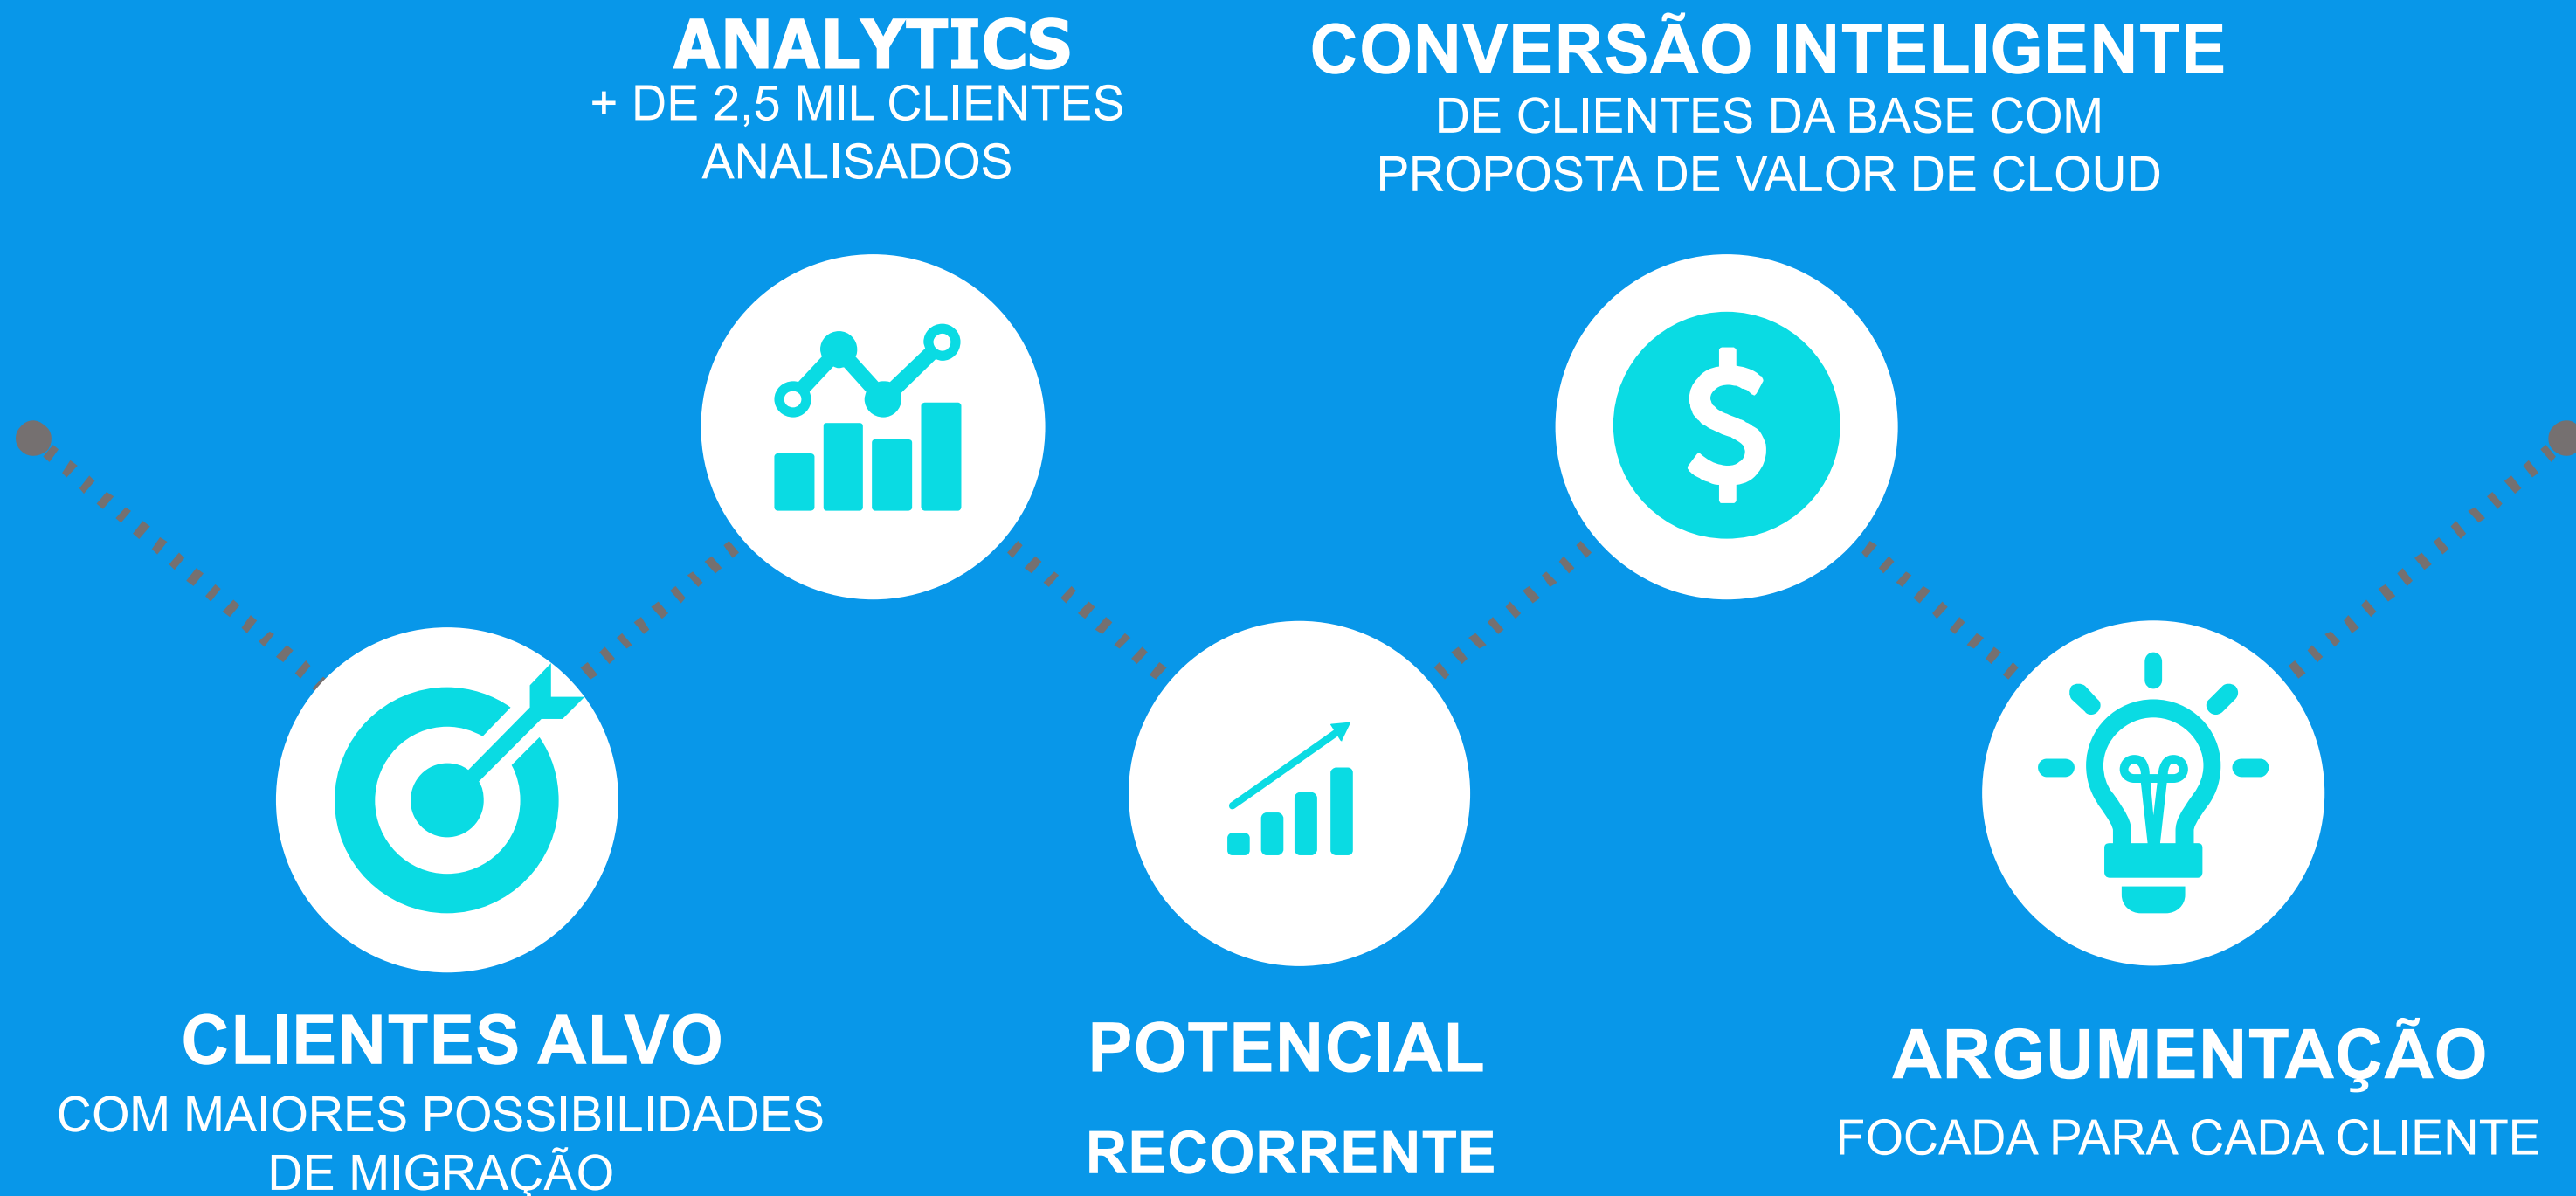 ANALYTICS
+ DE 2,5 MIL CLIENTES
ANALISADOS
CONVERSÃO INTELIGENTE
DE CLIENTES DA BASE COM
PROPOSTA DE VALOR DE CLOUD
$
CLIENTES ALVO
COM MAIORES POSSIBILIDADES
DE MIGRAÇÃO
POTENCIAL
RECORRENTE
ARGUMENTAÇÃO
FOCADA PARA CADA CLIENTE